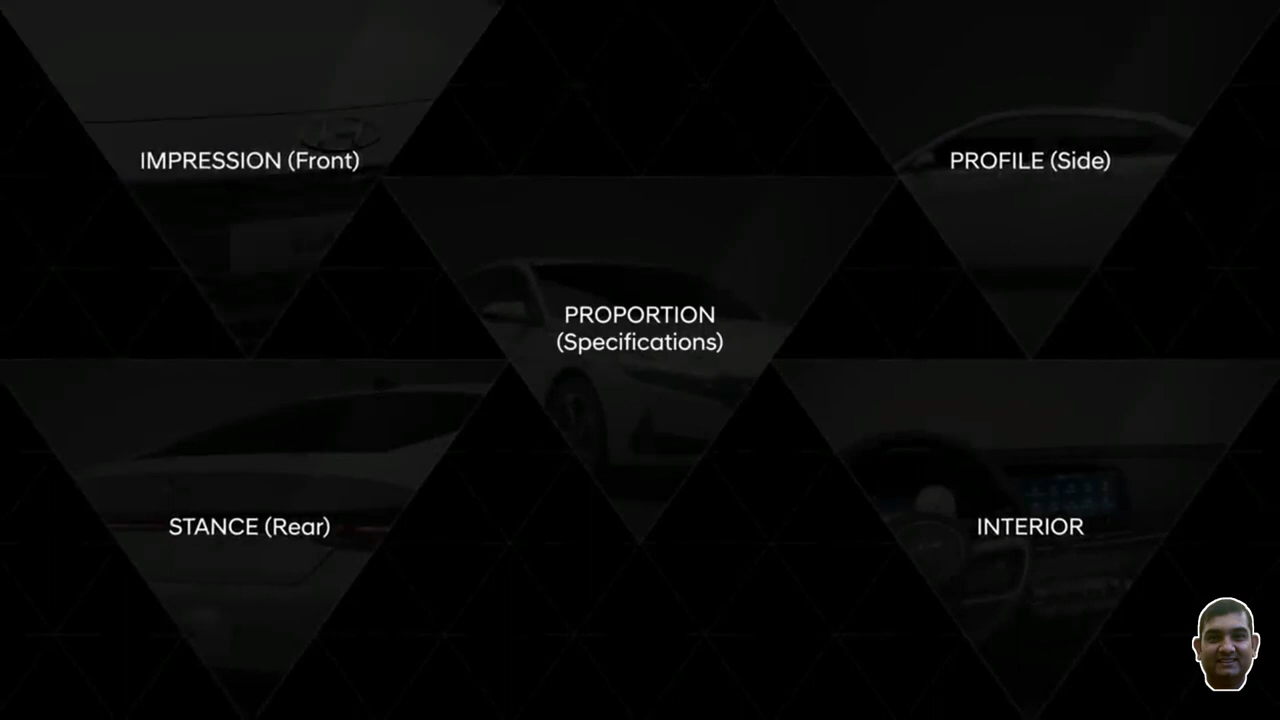 IMPRESSION (Front)
PROFILE (Side)
PROPORTION
(Specifications)
STANCE (Rear)
INTERIOR